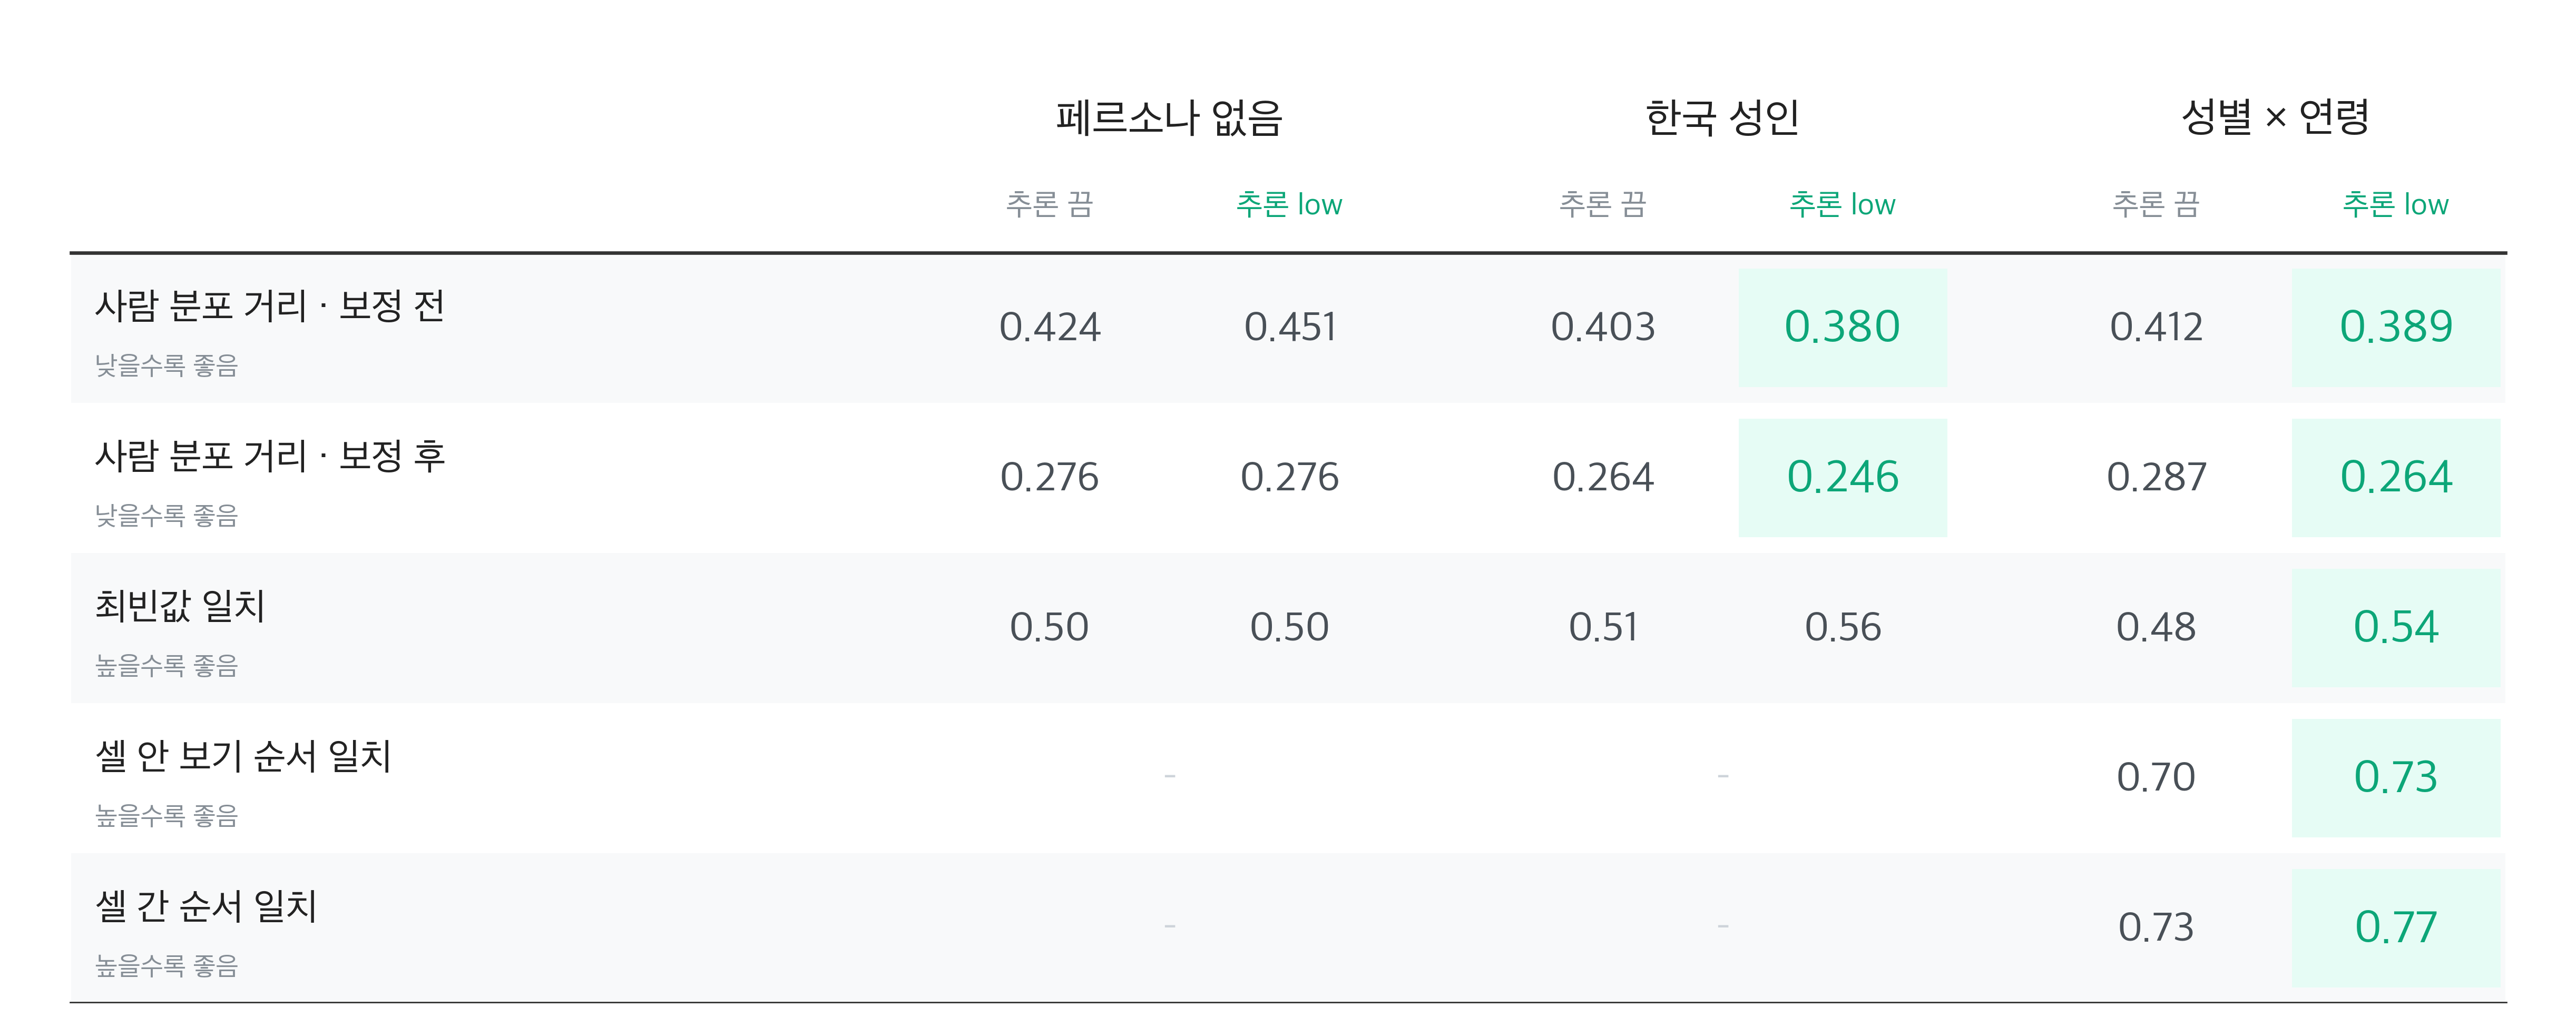 페르소나 없음 한국 성인 성별 × 연령
추론 끔 추론 low 추론 끔 추론 low 추론 끔 추론 low
사람 분포 거리 · 보정 전 0.424 0.451 0.403 0.380 0.412 0.389
낮을수록 좋음
사람 분포 거리 · 보정 후 0.276 0.276 0.264 0.246 0.287 0.264
낮을수록 좋음
최빈값 일치 0.50 0.50 0.51 0.56 0.48 0.54
높을수록 좋음
셀 안 보기 순서 일치 - - 0.70 0.73
높을수록 좋음
셀 간 순서 일치 - - 0.73 0.77
높을수록 좋음